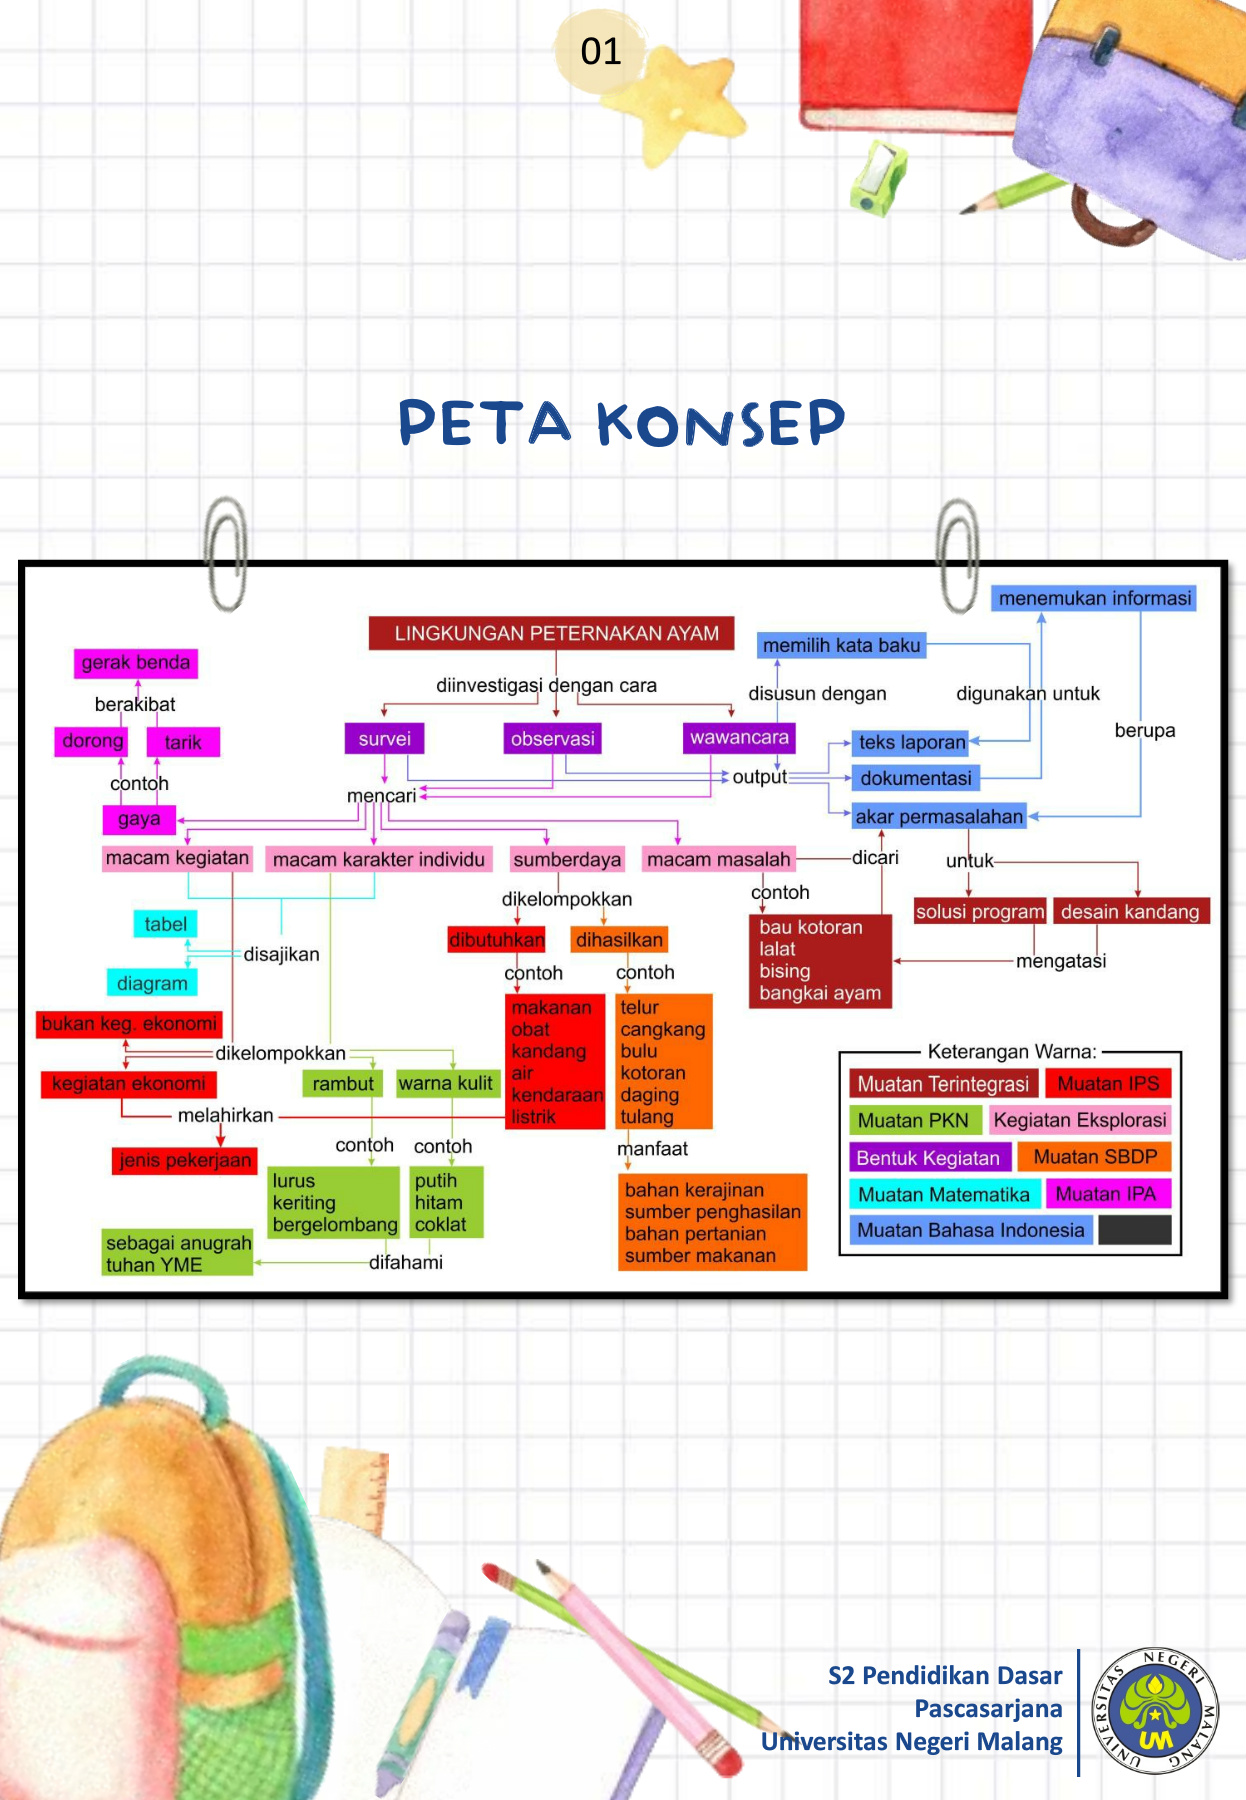 01
PETA KONSEP
menemukan informasi
LINGKUNGAN PETERNAKAN AYAM
memilih kata baku
gerak benda
diinvestigasi dengan cara
disusun dengan
digunakan untuk
berakibat
berupa
dorong
tarik
survei
observasi
wawancara
teks laporan
contoh
mencari
output
dokumentasi
gaya
akar permasalahan
macam kegiatan
macam karakter individu
sumberdaya
macam masalah
dicari
untuk
dikelompokkan
contoh
tabel
disajikan
diagram
dibutuhkan
dihasilkan
bau kotoran
lalat
bising
bangkai ayam
solusi program
desain kandang
mengatasi
contoh
contoh
makanan
obat
kandang
air
kendaraan
listrik
telur
cangkang
bulu
kotoran
daging
tulang
bukan keg. ekonomi
dikelompokkan
kegiatan ekonomi
rambut
warna kulit
melahirkan
jenis pekerjaan
contoh
contoh
manfaat
lurus
keriting
bergelombang
putih
hitam
coklat
bahan kerajinan
sumber penghasilan
bahan pertanian
sumber makanan
sebagai anugrah
tuhan YME
difahami
Keterangan Warna:
Muatan Terintegrasi
Muatan IPS
Muatan PKN
Kegiatan Eksplorasi
Bentuk Kegiatan
Muatan SBDP
Muatan Matematika
Muatan IPA
Muatan Bahasa Indonesia
S2 Pendidikan Dasar
Pascasarjana
Universitas Negeri Malang
UNIVERSITAS NEGERI MALANG
UM